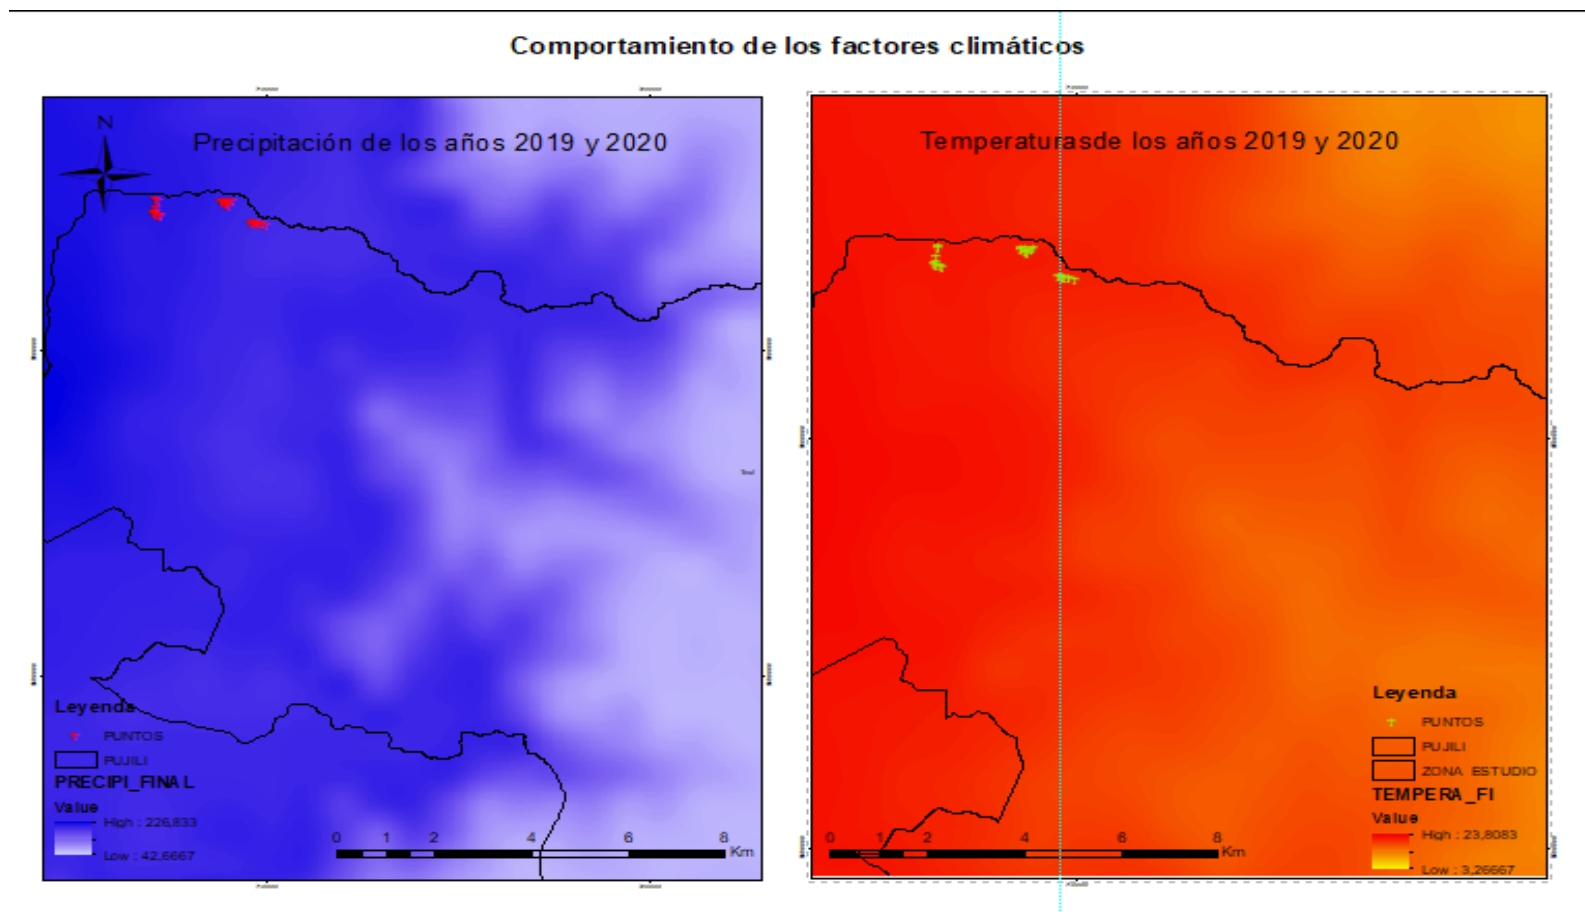 Comportamiento de los factores climáticos
N
Precipitación de los años 2019 y 2020
Leyenda
PUNTOS
PUJILI
PRECIPI_FINAL
Value
High : 226,833
Low : 42,6667
0 1 2 4 6 8
Km
Temperaturasde los años 2019 y 2020
Leyenda
PUNTOS
PUJILI
ZONA ESTUDIO
TEMPERA_FI
Value
High : 23,8083
Low : 3,26667
0 1 2 4 6 8
Km